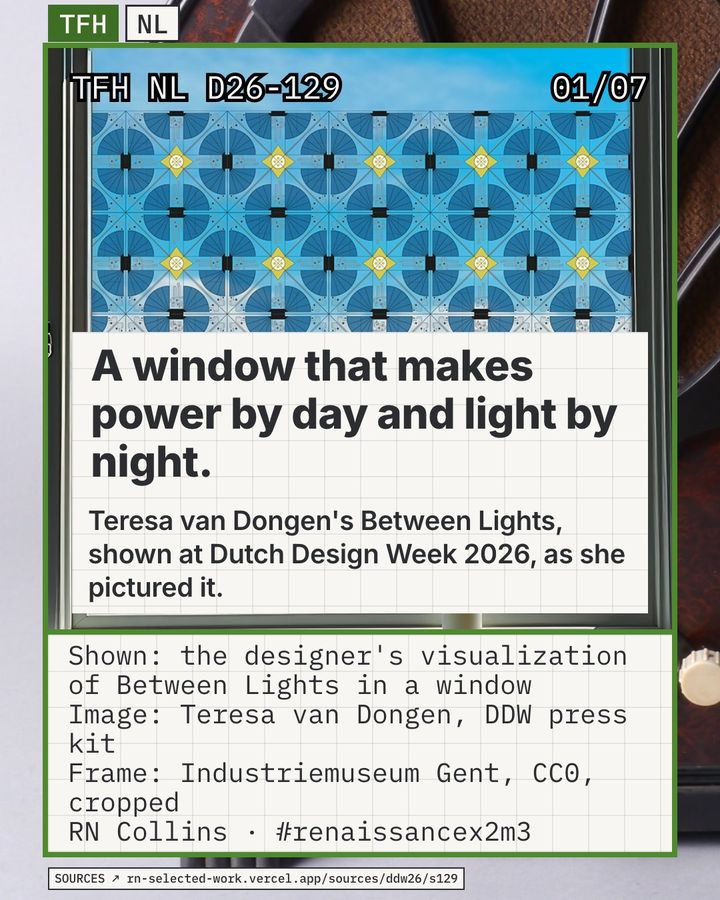 TFH NL
TFH NL D26-129 01/07
A window that makes
power by day and light by
night.
Teresa van Dongen's Between Lights,
shown at Dutch Design Week 2026, as she
pictured it.
Shown: the designer's visualization
of Between Lights in a window
Image: Teresa van Dongen, DDW press
kit
Frame: Industriemuseum Gent, CC0,
cropped
RN Collins · #renaissancex2m3
SOURCES ↗ rn-selected-work.vercel.app/sources/ddw26/s129